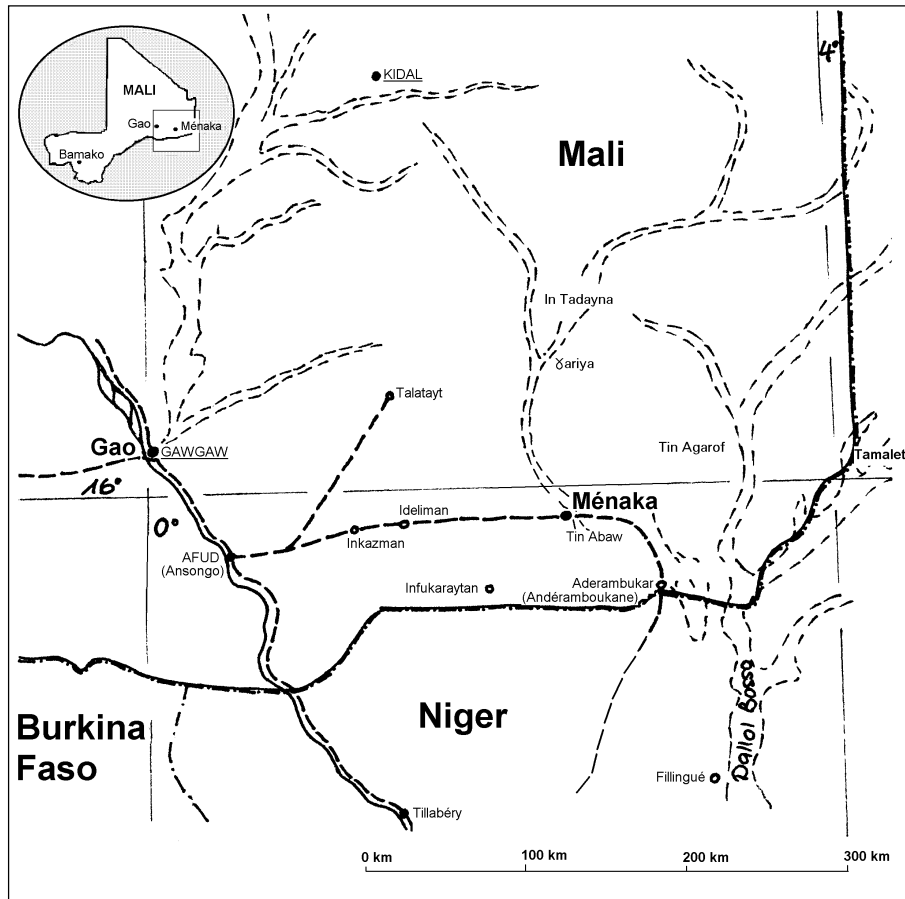 MALI
Gao
Ménaka
Bamako
KIDAL
Mali
4°
In Tadayna
ɣariya
Talatayt
Gao
GAWGAW
Tin Agarof
Tamalet
16°
0°
Ideliman
Ménaka
Inkazman
Tin Abaw
AFUD
(Ansongo)
Infukaraytan
Aderambukar
(Andéramboukane)
Burkina
Faso
Niger
Dallol Bosso
Fillingué
Tillabéry
0 km
100 km
200 km
300 km